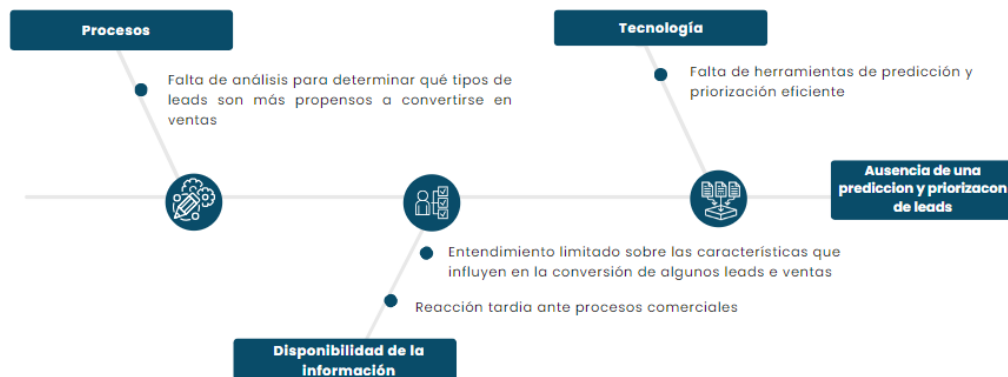 Procesos
Falta de análisis para determinar qué tipos de
leads son más propensos a convertirse en
ventas
Tecnología
Falta de herramientas de predicción y
priorización eficiente
Ausencia de una
prediccion y priorizacon
de leads
Entendimiento limitado sobre las características que
influyen en la conversión de algunos leads e ventas
Reacción tardia ante procesos comerciales
Disponibilidad de la
información